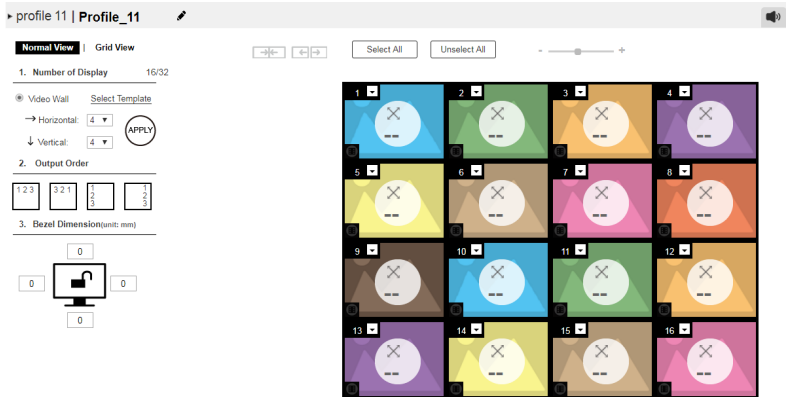 profile 11 | Profile_11
Normal View | Grid View
Select All
Unselect All
- +
1. Number of Display 16/32
Video Wall Select Template
Horizontal: 4
Vertical: 4
APPLY
2. Output Order
1 2 3
3 2 1
1
2
3
1
2
3
3. Bezel Dimension(unit: mm)
0
0 0
0
1 2 3 4
-- -- -- --
5 6 7 8
-- -- -- --
9 10 11 12
-- -- -- --
13 14 15 16
-- -- -- --